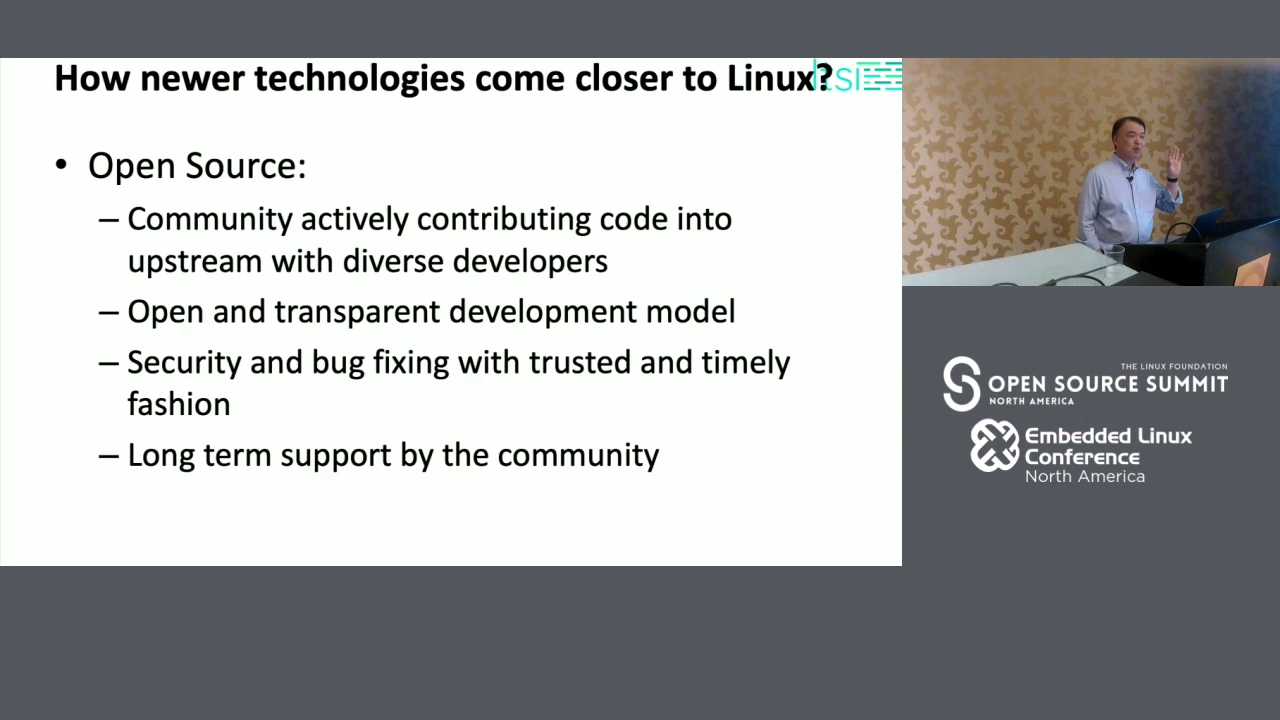 How newer technologies come closer to Linux?
• Open Source:
– Community actively contributing code into
upstream with diverse developers
– Open and transparent development model
– Security and bug fixing with trusted and timely
fashion
– Long term support by the community
THE LINUX FOUNDATION
OPEN SOURCE SUMMIT
NORTH AMERICA
Embedded Linux
Conference
North America